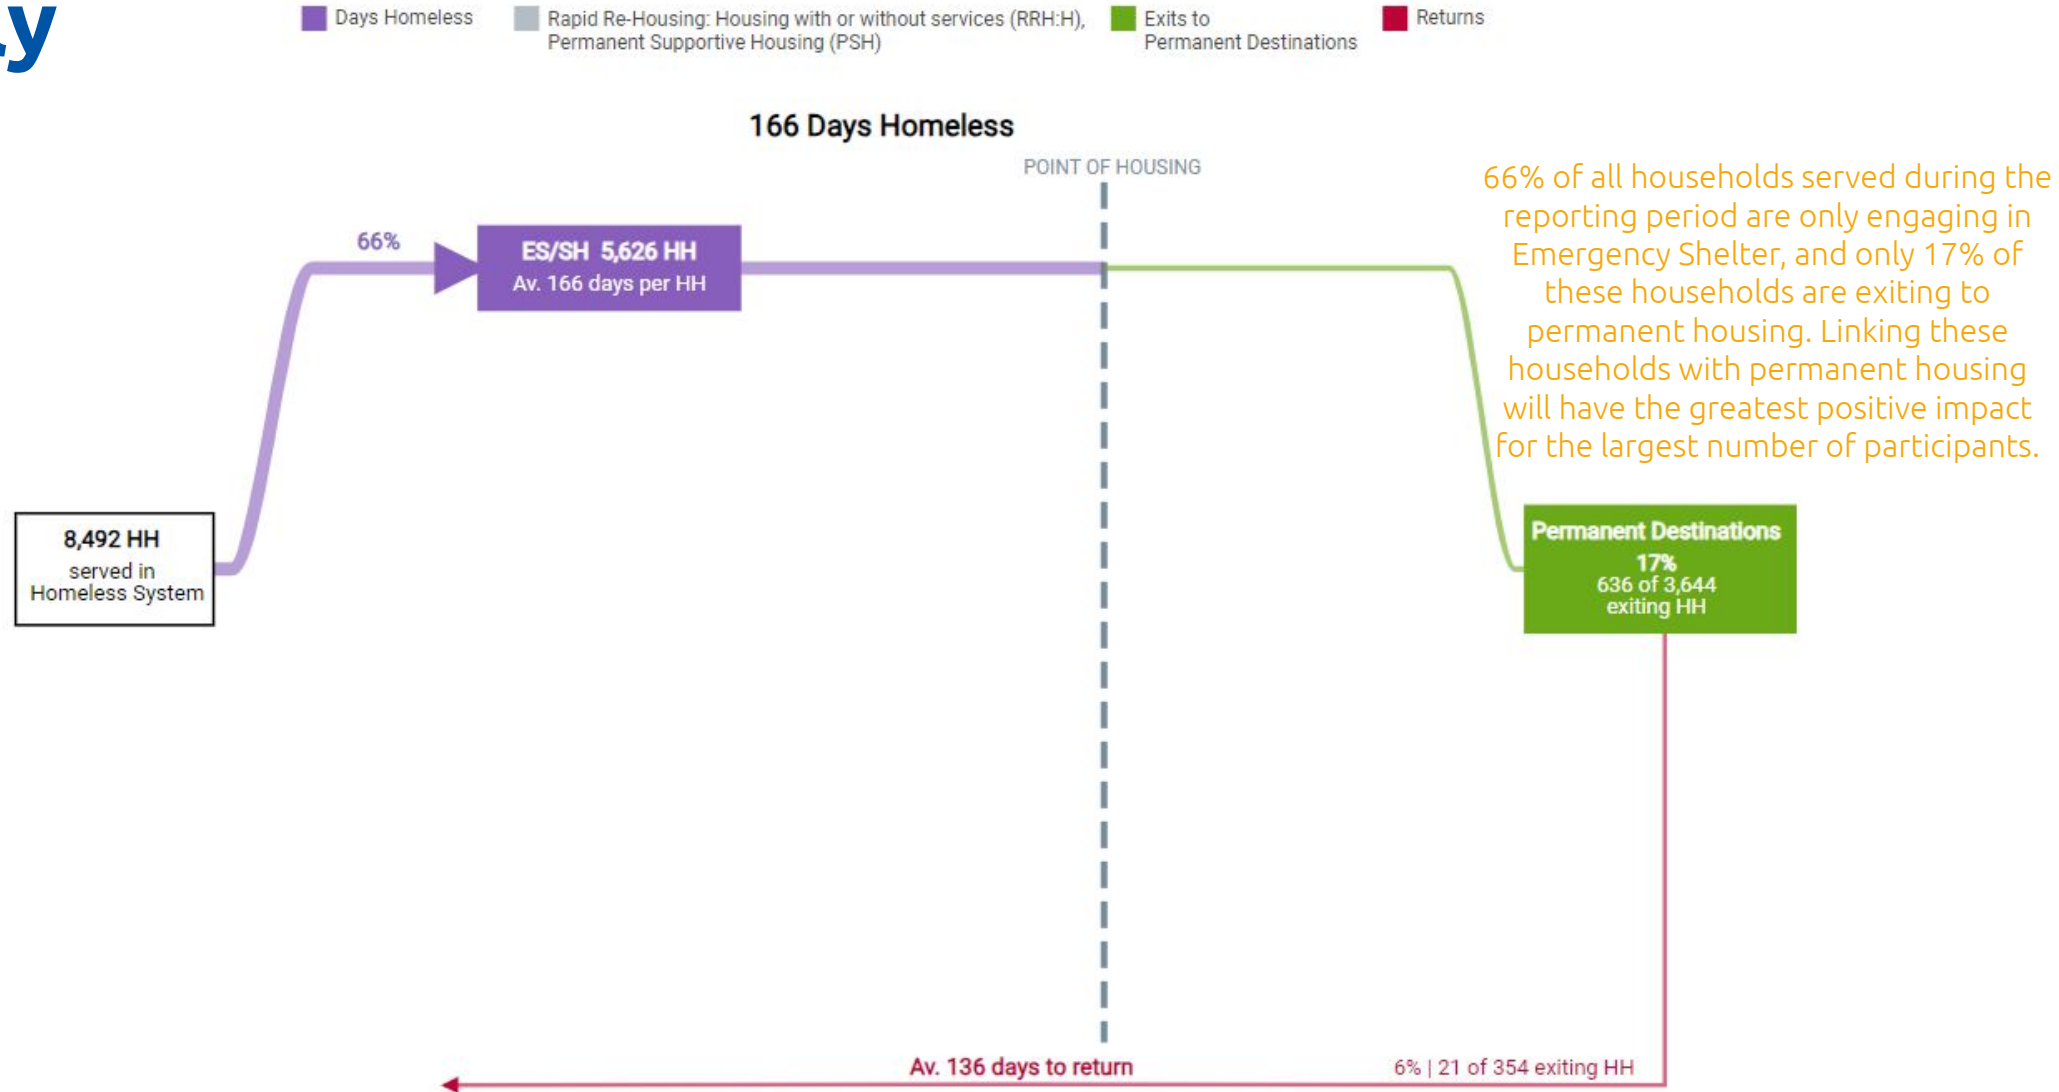 Days Homeless
Rapid Re-Housing: Housing with or without services (RRH:H),
Permanent Supportive Housing (PSH)
Exits to
Permanent Destinations
Returns
166 Days Homeless
POINT OF HOUSING
66% of all households served during the
reporting period are only engaging in
Emergency Shelter, and only 17% of
these households are exiting to
permanent housing. Linking these
households with permanent housing
will have the greatest positive impact
for the largest number of participants.
66%
ES/SH 5,626 HH
Av. 166 days per HH
8,492 HH
served in
Homeless System
Permanent Destinations
17%
636 of 3,644
exiting HH
Av. 136 days to return
6% | 21 of 354 exiting HH